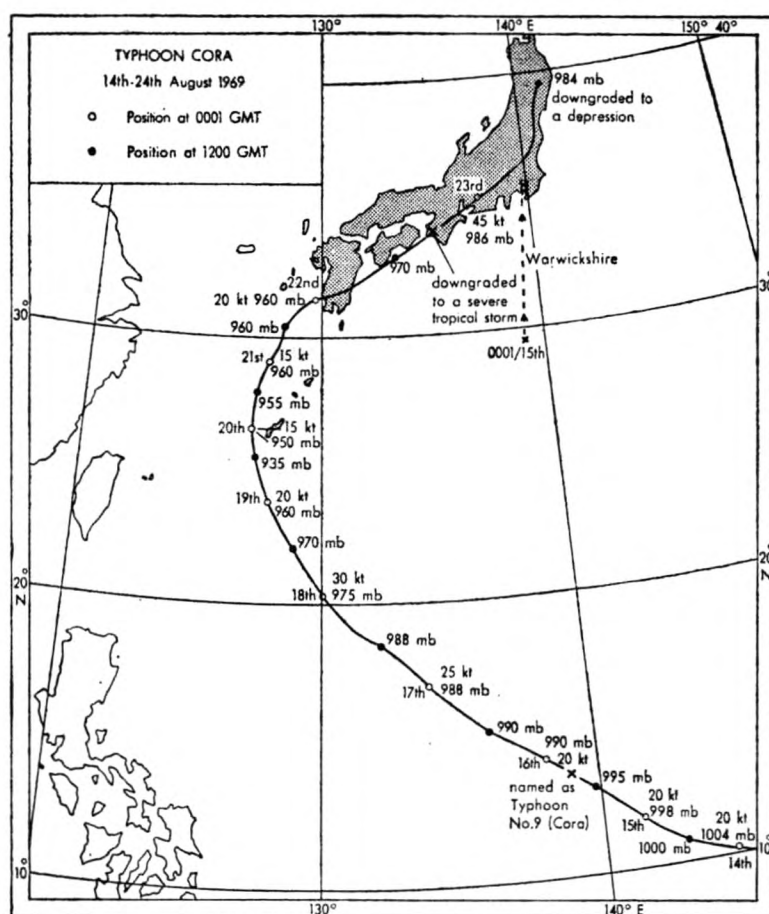 130°
140° E
150° 40'
TYPHOON CORA
14th-24th August 1969
Position at 0001 GMT
Position at 1200 GMT
984 mb
downgraded to
a depression
23rd
45 kt
986 mb
970 mb
Warwickshire
downgraded
to a severe
tropical storm
22nd
20 kt 960 mb
30°
30°
960 mb
0001/15th
21st
15 kt
960 mb
955 mb
20th
15 kt
950 mb
935 mb
19th
20 kt
960 mb
970 mb
20°
N
20°
N
18th
30 kt
975 mb
988 mb
25 kt
17th
988 mb
990 mb
990 mb
16th
20 kt
named as
Typhoon
No.9 (Cora)
995 mb
20 kt
998 mb
15th
20 kt
1004 mb
1000 mb
14th
10°
10°
130°
140° E